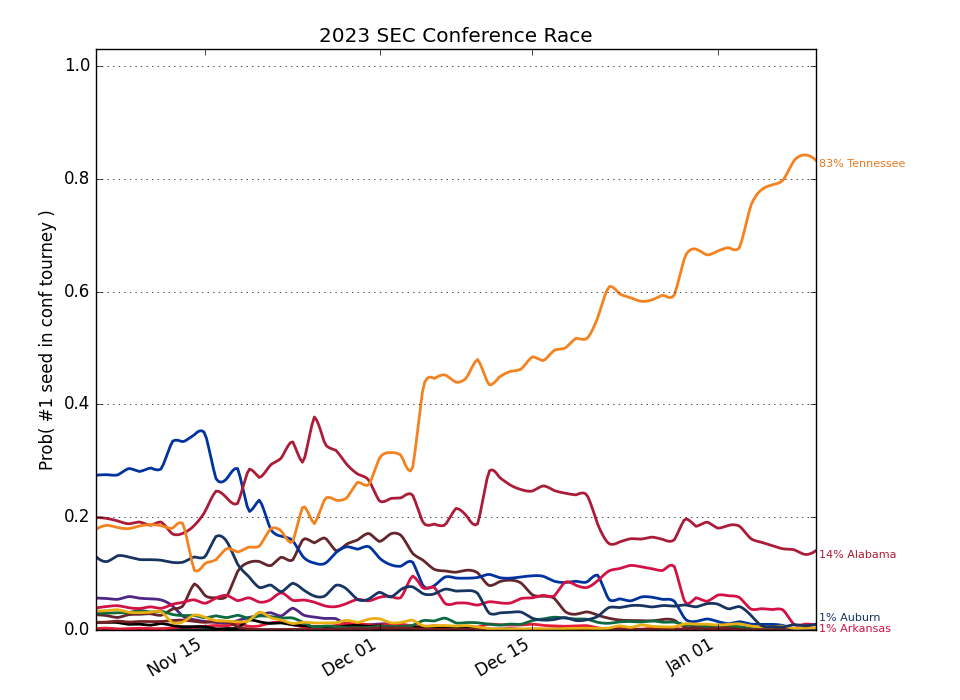 2023 SEC Conference Race
Prob( #1 seed in conf tourney )
1.0
0.8
0.6
0.4
0.2
0.0
83% Tennessee
14% Alabama
1% Auburn
1% Arkansas
Nov 15
Dec 01
Dec 15
Jan 01